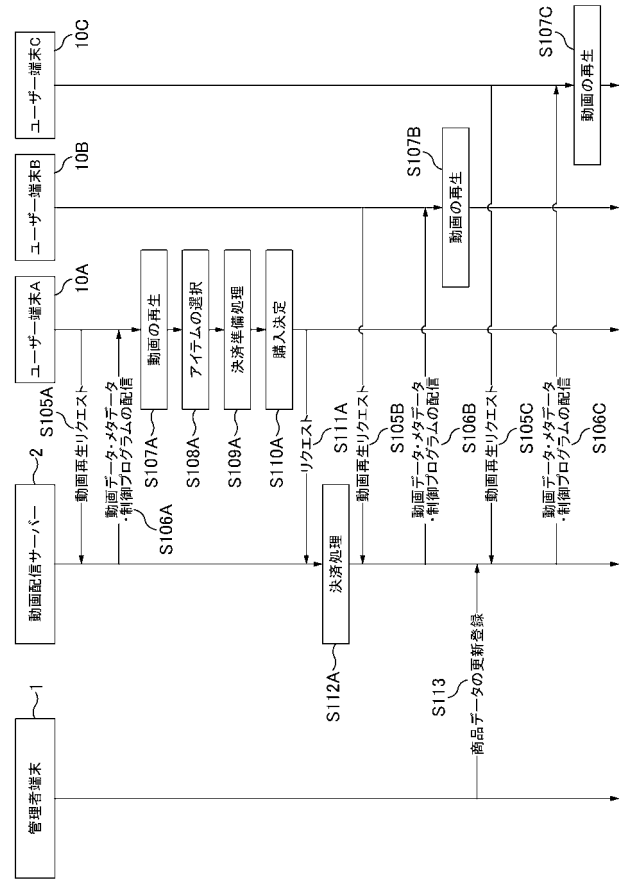 管理者端末
1
動画配信サーバー
2
ユーザー端末A
10A
ユーザー端末B
10B
ユーザー端末C
10C
S105A
動画再生リクエスト
動画データ・メタデータ
・制御プログラムの配信
S106A
動画の再生
S107A
アイテムの選択
S108A
決済準備処理
S109A
購入決定
S110A
リクエスト
S111A
決済処理
S112A
動画再生リクエスト
S105B
動画データ・メタデータ
・制御プログラムの配信
S106B
動画の再生
S107B
商品データの更新登録
S113
動画再生リクエスト
S105C
動画データ・メタデータ
・制御プログラムの配信
S106C
動画の再生
S107C